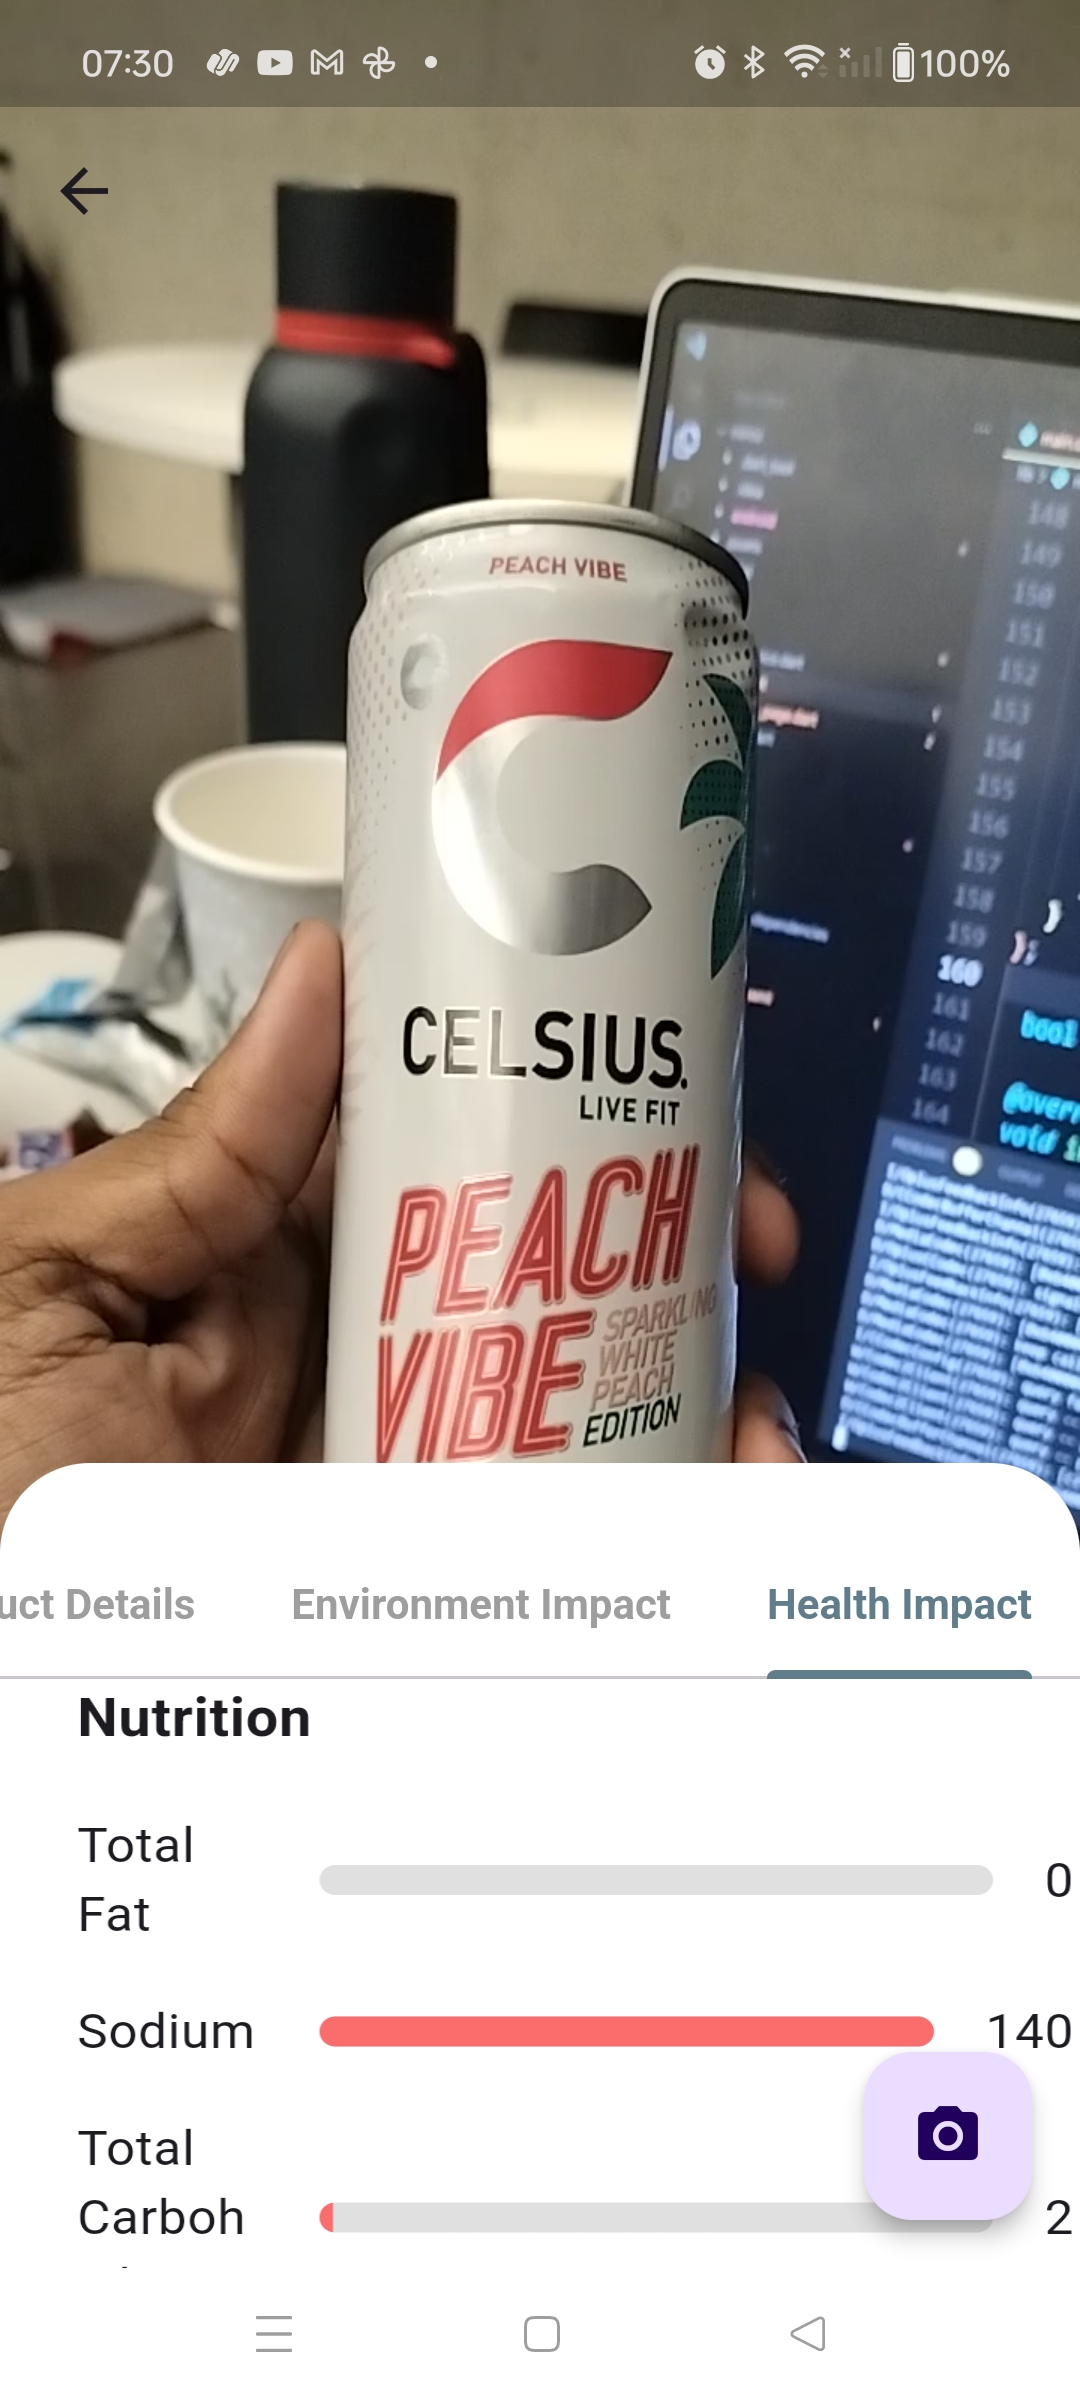 07:30
100%
PEACH VIBE
CELSIUS.
LIVE FIT
PEACH
VIBE
SPARKLING
WHITE
PEACH
EDITION
148
149
150
151
152
153
154
155
156
157
158
159
160
161
162
163
164
bool
void
uct Details
Environment Impact
Health Impact
Nutrition
Total
Fat
0
Sodium
140
Total
Carboh
2